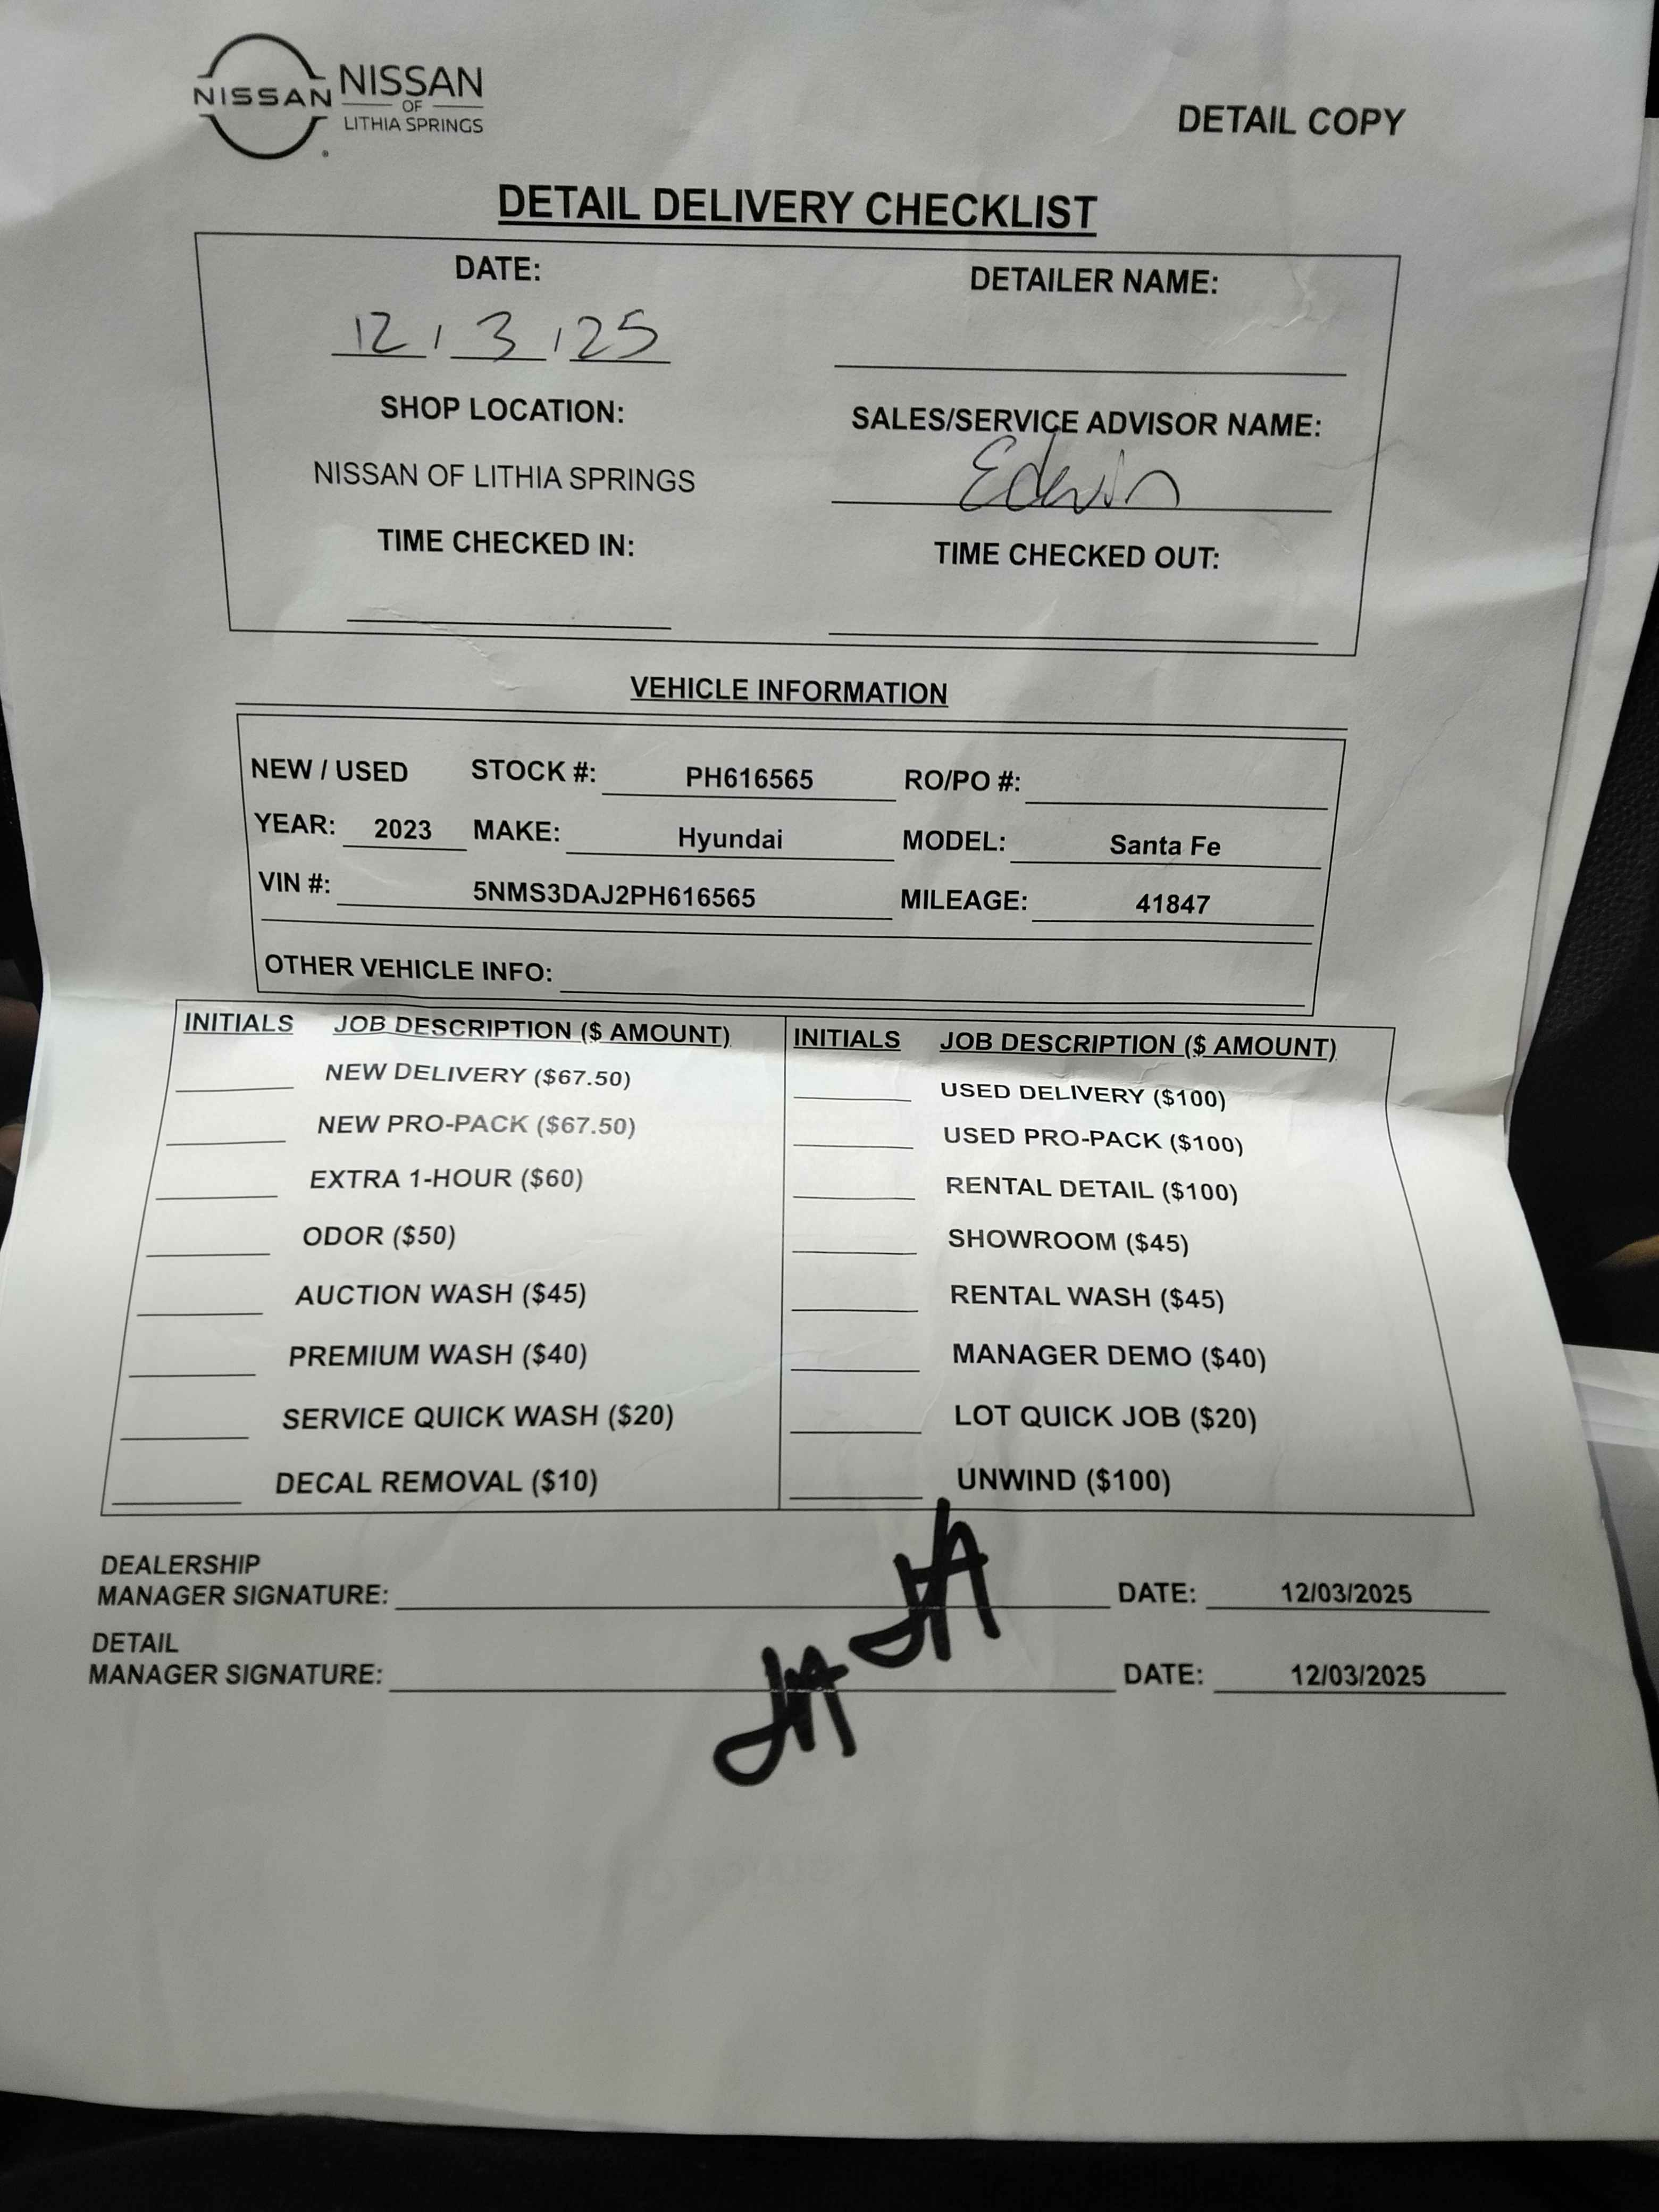 NISSAN NISSAN
OF
LITHIA SPRINGS
DETAIL COPY
DETAIL DELIVERY CHECKLIST
DATE: DETAILER NAME:
12 / 3 / 25
SHOP LOCATION: SALES/SERVICE ADVISOR NAME:
NISSAN OF LITHIA SPRINGS Edwin
TIME CHECKED IN: TIME CHECKED OUT:
VEHICLE INFORMATION
NEW / USED STOCK #: PH616565 RO/PO #:
YEAR: 2023 MAKE: Hyundai MODEL: Santa Fe
VIN #: 5NMS3DAJ2PH616565 MILEAGE: 41847
OTHER VEHICLE INFO:
INITIALS JOB DESCRIPTION ($ AMOUNT) INITIALS JOB DESCRIPTION ($ AMOUNT)
NEW DELIVERY ($67.50) USED DELIVERY ($100)
NEW PRO-PACK ($67.50) USED PRO-PACK ($100)
EXTRA 1-HOUR ($60) RENTAL DETAIL ($100)
ODOR ($50) SHOWROOM ($45)
AUCTION WASH ($45) RENTAL WASH ($45)
PREMIUM WASH ($40) MANAGER DEMO ($40)
SERVICE QUICK WASH ($20) LOT QUICK JOB ($20)
DECAL REMOVAL ($10) UNWIND ($100)
DEALERSHIP
MANAGER SIGNATURE: DATE: 12/03/2025
DETAIL
MANAGER SIGNATURE: DATE: 12/03/2025